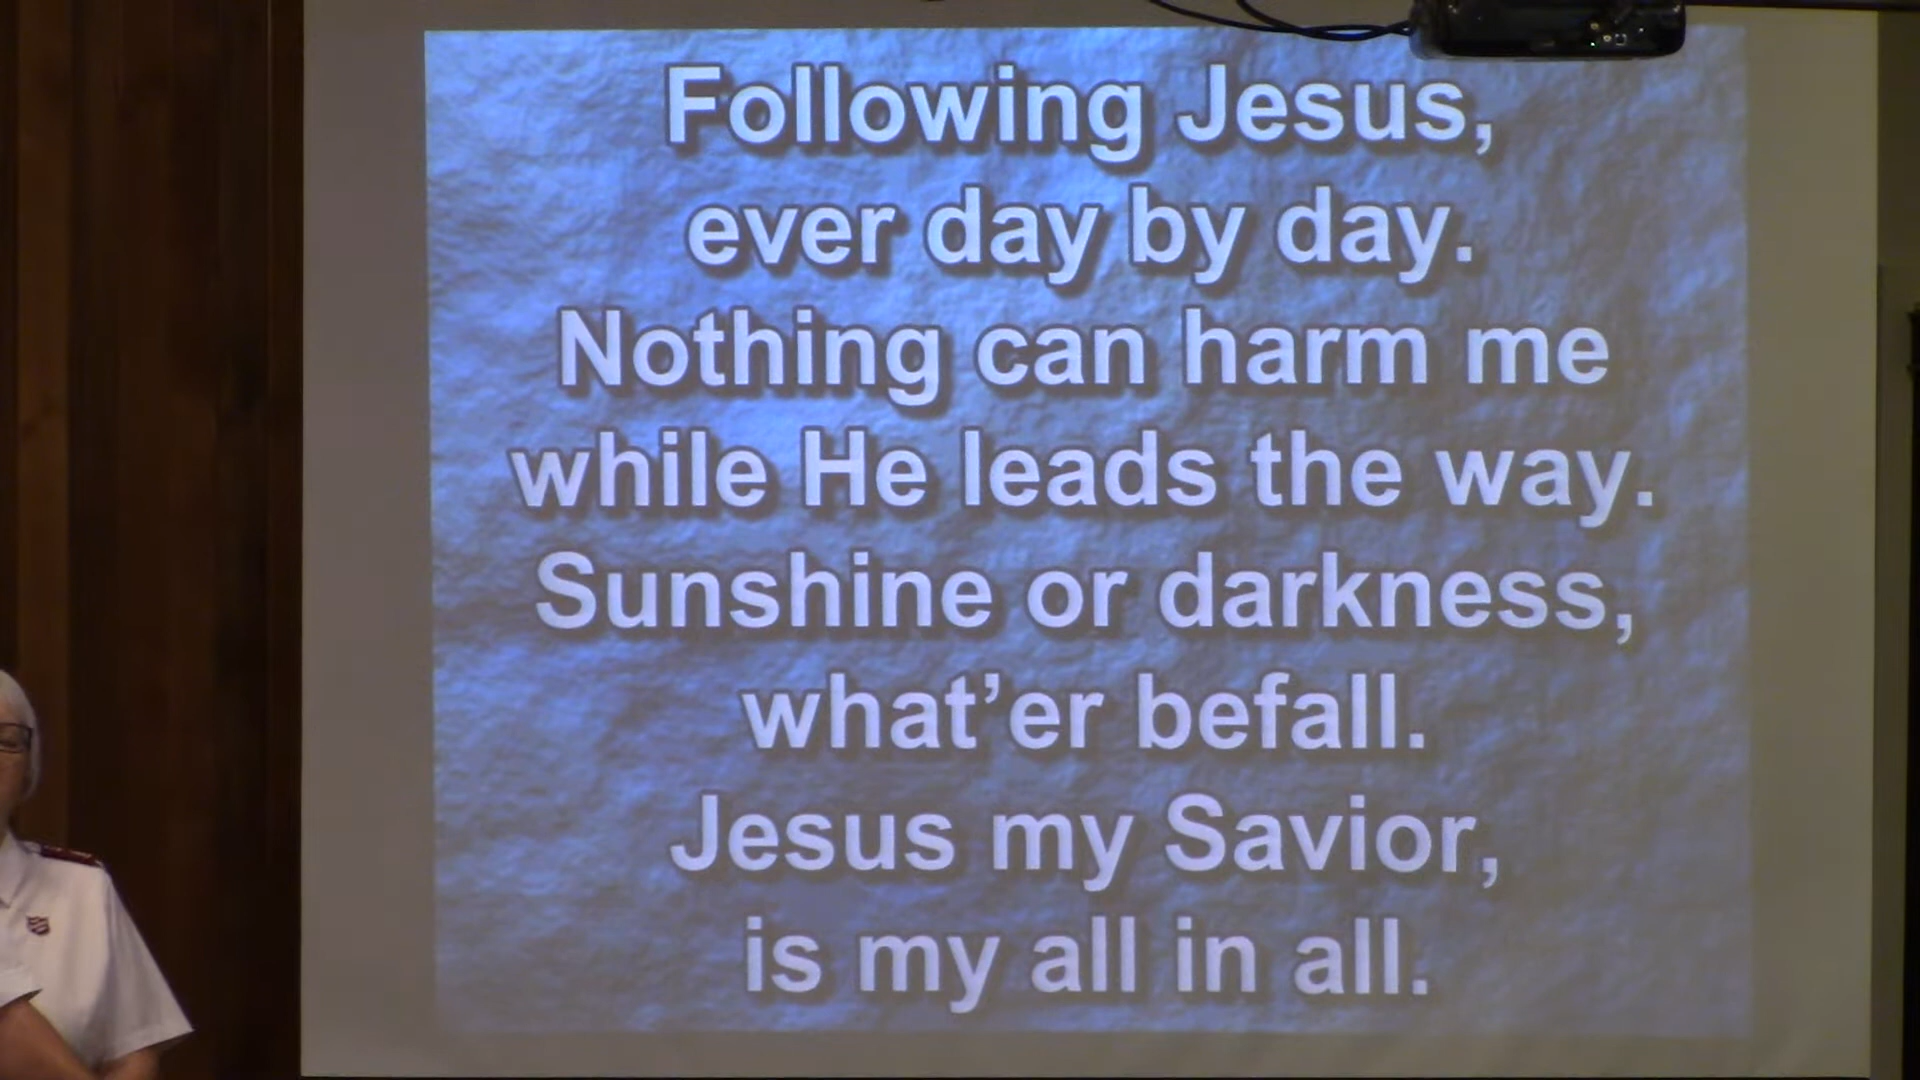 Following Jesus,
ever day by day.
Nothing can harm me
while He leads the way.
Sunshine or darkness,
what’er befall.
Jesus my Savior,
is my all in all.